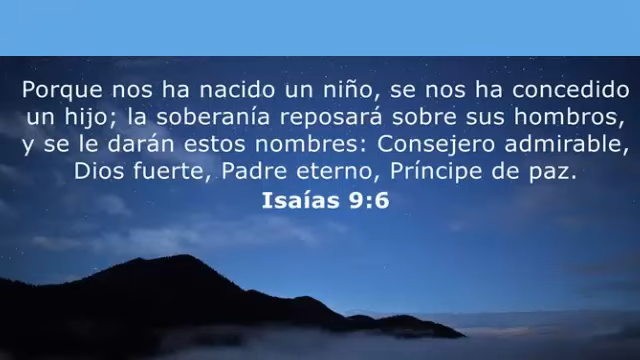 Porque nos ha nacido un niño, se nos ha concedido
un hijo; la soberanía reposará sobre sus hombros,
y se le darán estos nombres: Consejero admirable,
Dios fuerte, Padre eterno, Príncipe de paz.
Isaías 9:6